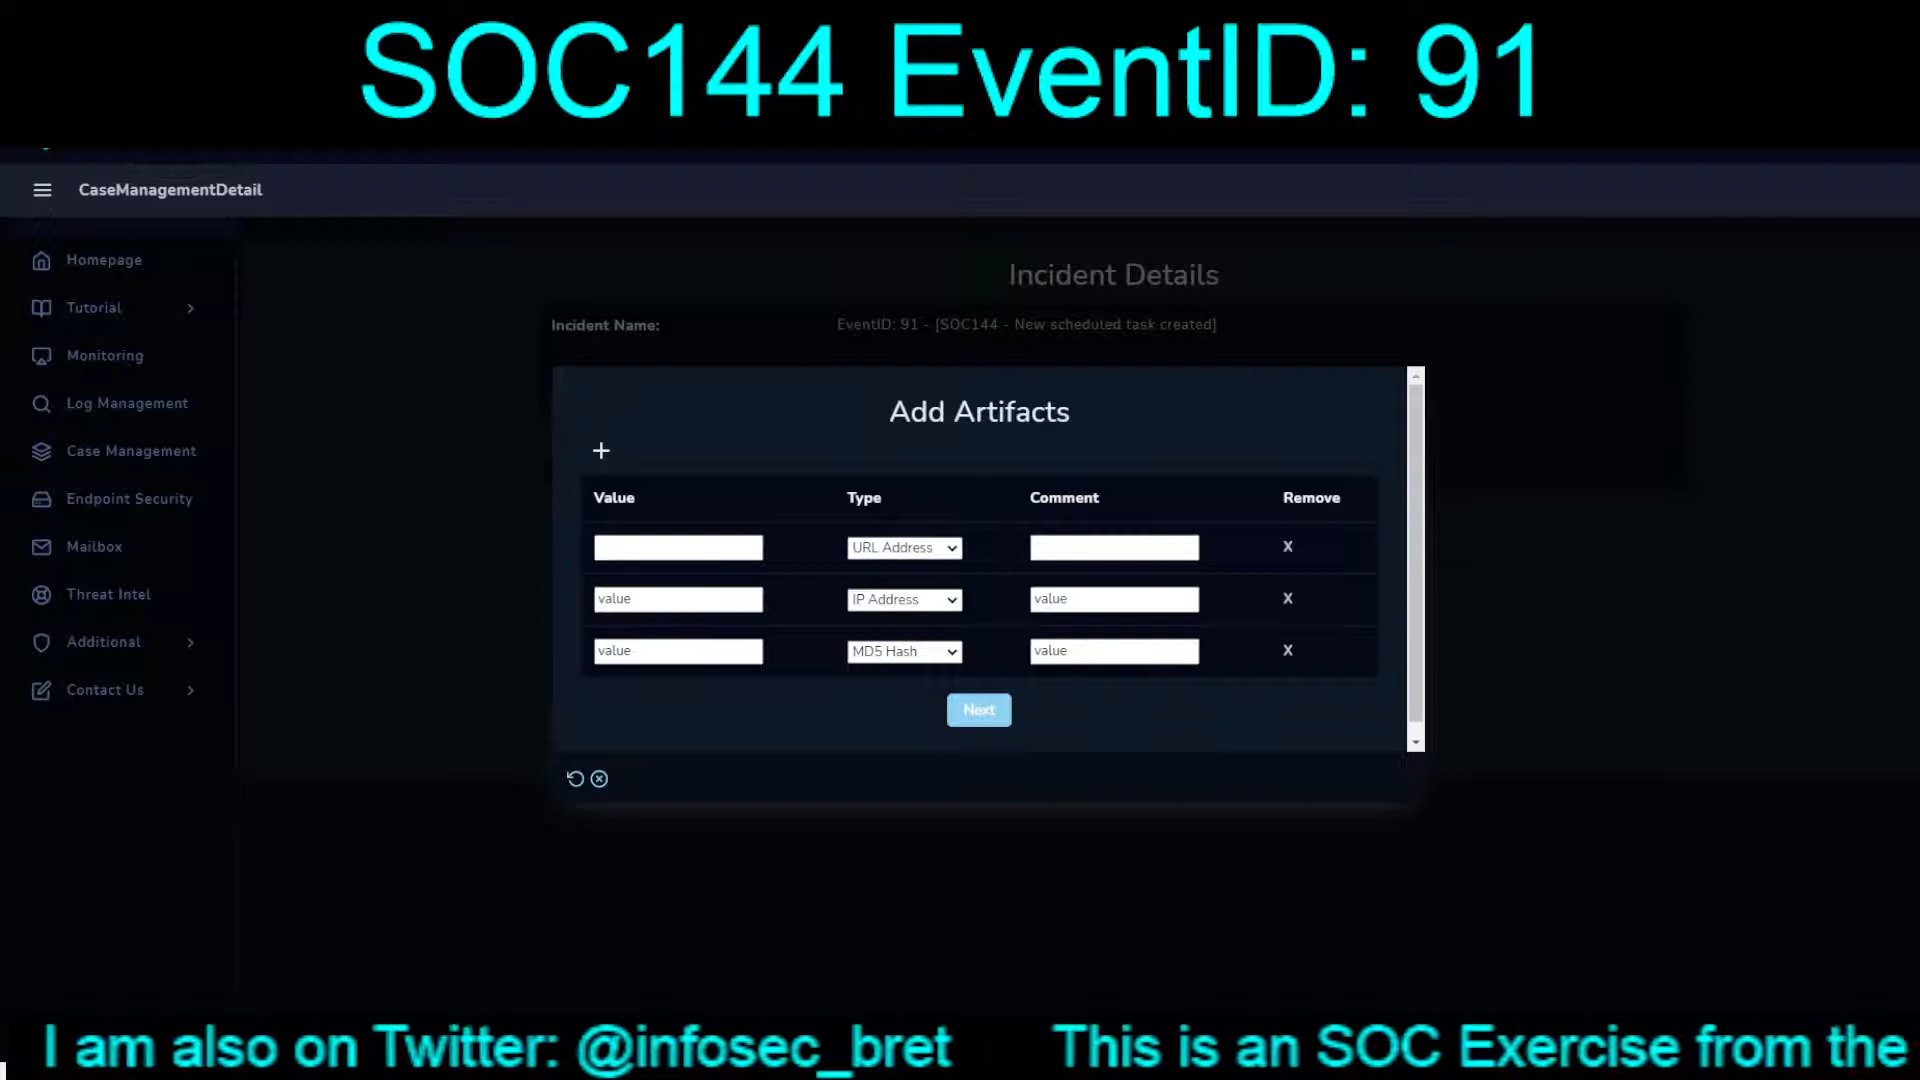 SOC144 EventID: 91
CaseManagementDetail
Homepage
Tutorial
Monitoring
Log Management
Case Management
Endpoint Security
Mailbox
Threat Intel
Additional
Contact Us
Incident Details
Incident Name: EventID: 91 - [SOC144 - New scheduled task created]
Add Artifacts
+
Value Type Comment Remove
URL Address X
value IP Address value X
value MD5 Hash value X
Next
I am also on Twitter: @infosec_bret This is an SOC Exercise from the